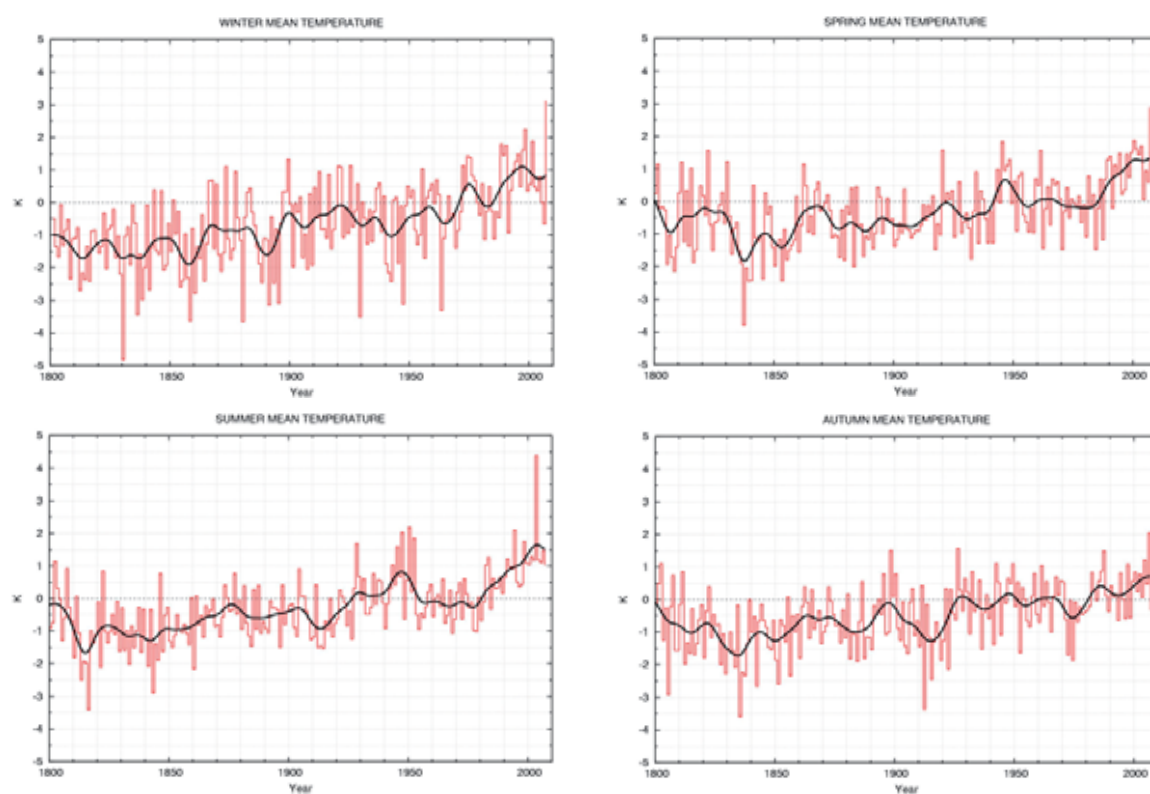 WINTER MEAN TEMPERATURE
5
4
3
2
1
0
-1
-2
-3
-4
-5
K
1800 1850 1900 1950 2000
Year
SPRING MEAN TEMPERATURE
5
4
3
2
1
0
-1
-2
-3
-4
-5
K
1800 1850 1900 1950 2000
Year
SUMMER MEAN TEMPERATURE
5
4
3
2
1
0
-1
-2
-3
-4
-5
K
1800 1850 1900 1950 2000
Year
AUTUMN MEAN TEMPERATURE
5
4
3
2
1
0
-1
-2
-3
-4
-5
K
1800 1850 1900 1950 2000
Year